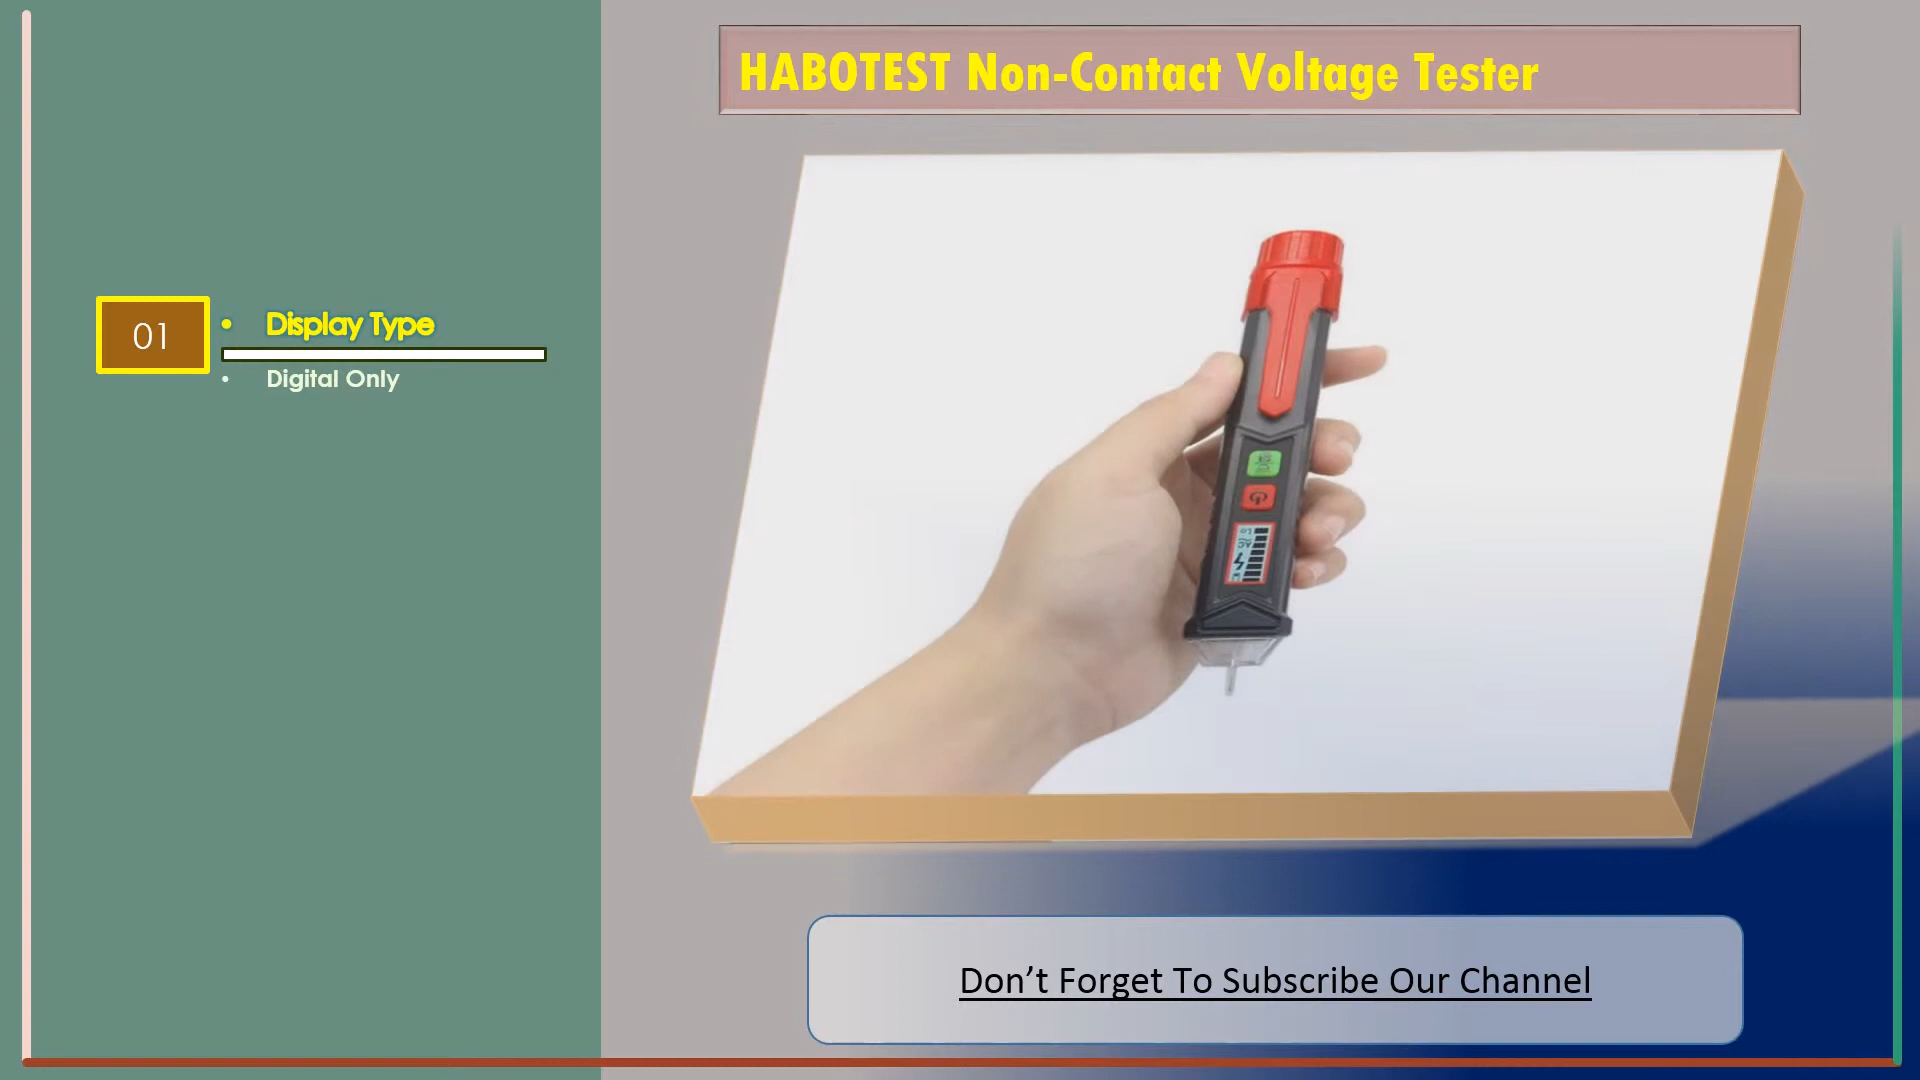 HABOTEST Non-Contact Voltage Tester
01
• Display Type
• Digital Only
Don’t Forget To Subscribe Our Channel